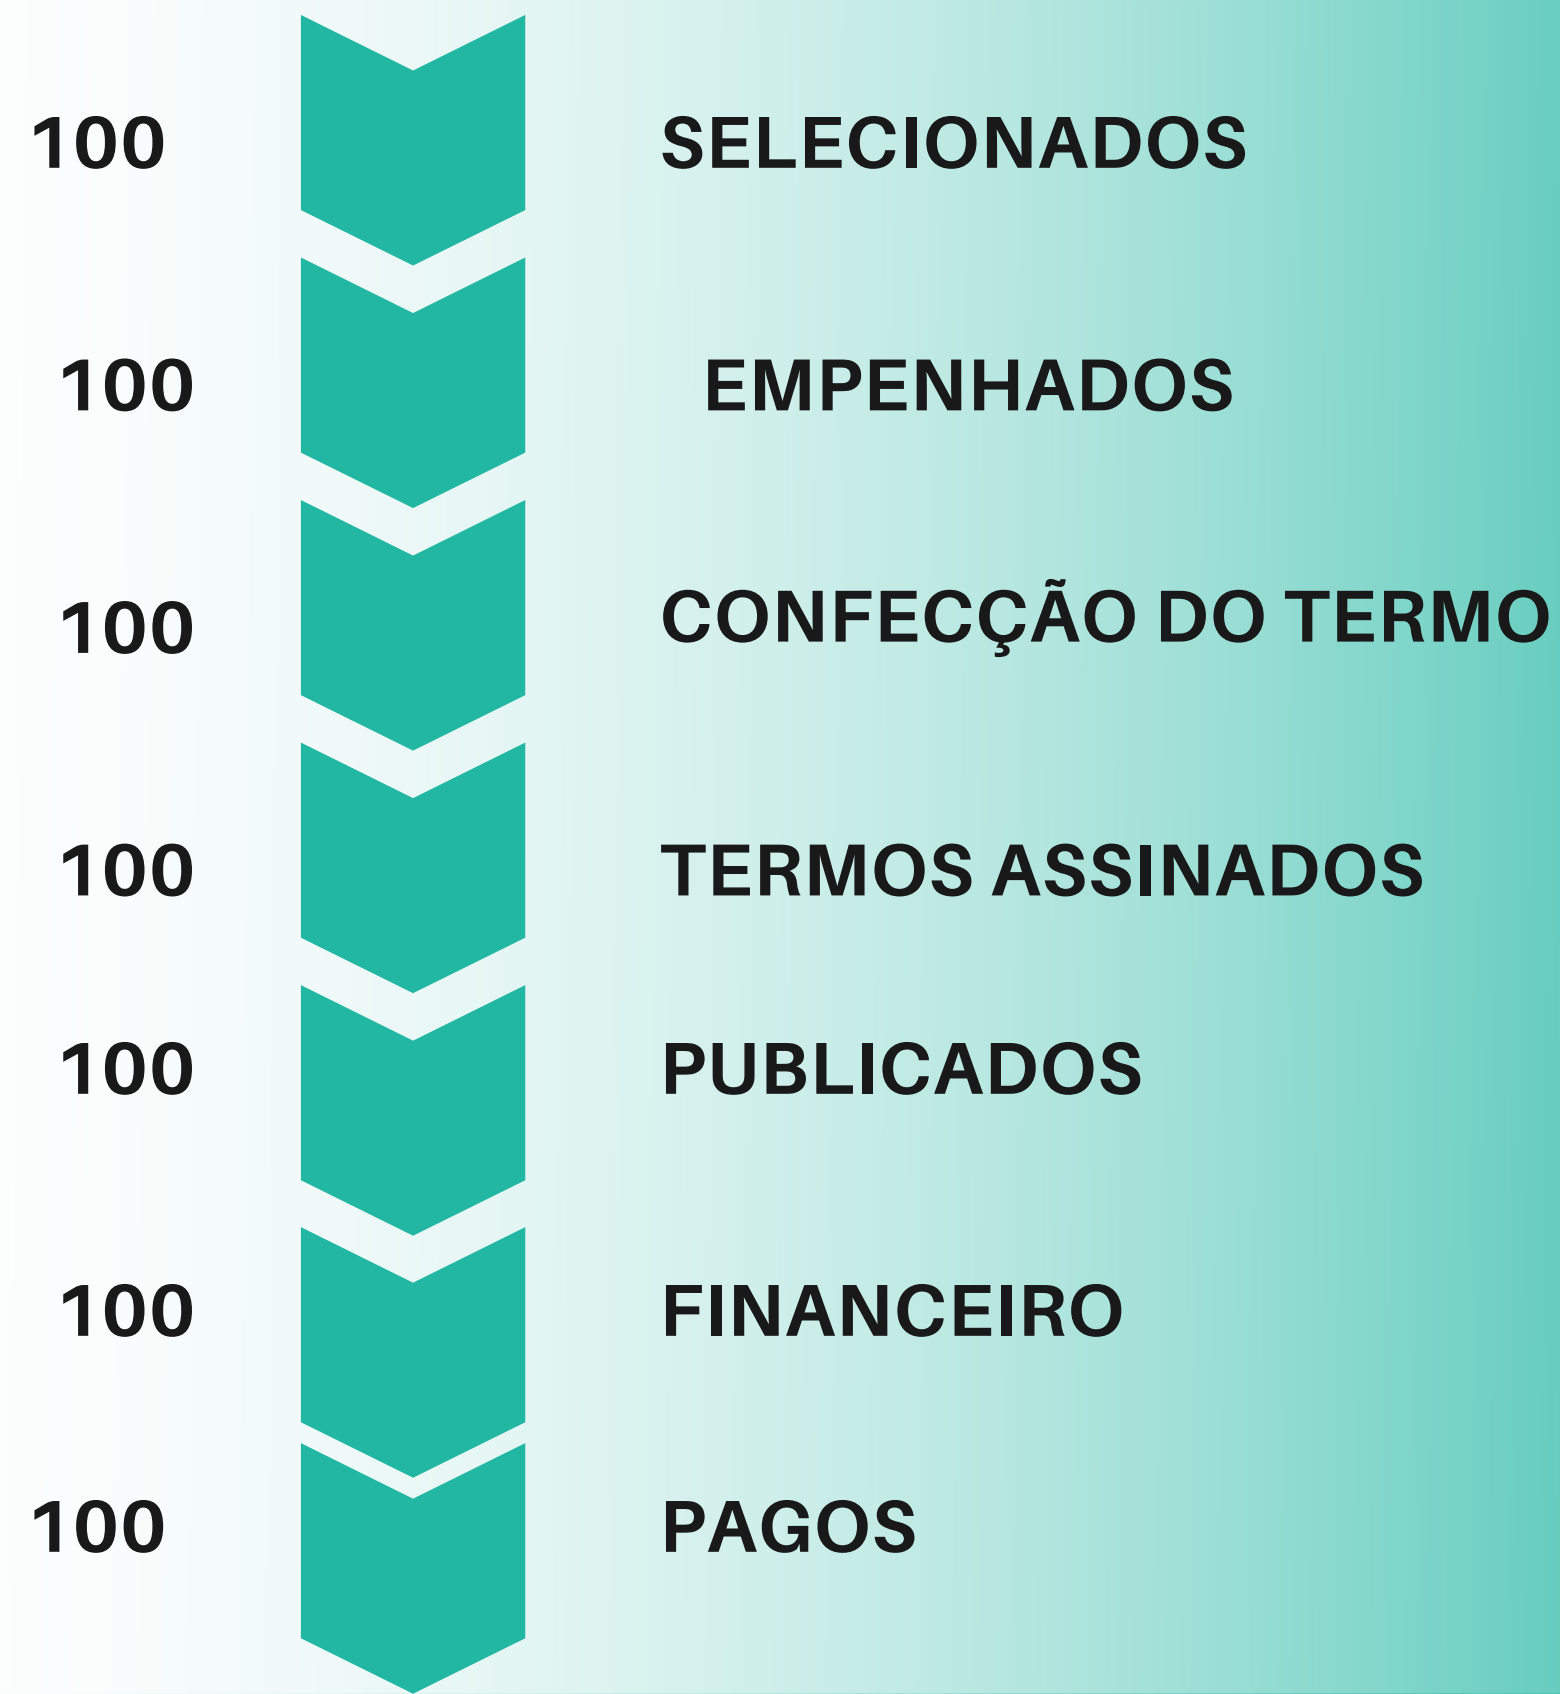 100 SELECIONADOS
100 EMPENHADOS
100 CONFECÇÃO DO TERMO
100 TERMOS ASSINADOS
100 PUBLICADOS
100 FINANCEIRO
100 PAGOS